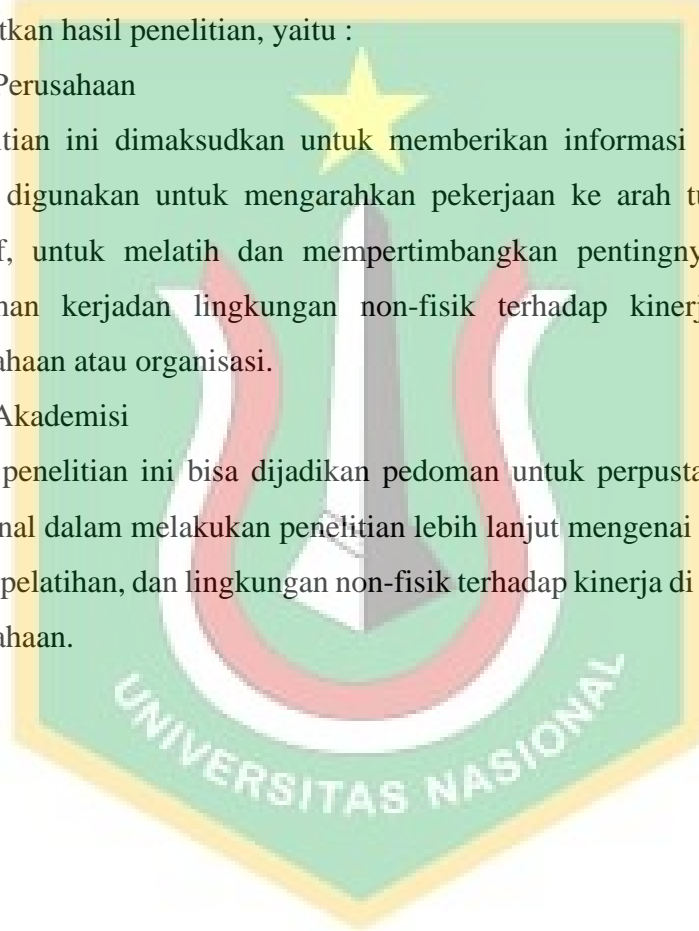 tkan hasil penelitian, yaitu :
Perusahaan
tian ini dimaksudkan untuk memberikan informasi
digunakan untuk mengarahkan pekerjaan ke arah tu
f, untuk melatih dan mempertimbangkan pentingny
nan kerjadan lingkungan non-fisik terhadap kinerj
ahaan atau organisasi.
Akademisi
penelitian ini bisa dijadikan pedoman untuk perpusta
nal dalam melakukan penelitian lebih lanjut mengenai
pelatihan, dan lingkungan non-fisik terhadap kinerja di
ahaan.
UNIVERSITAS NASIONAL